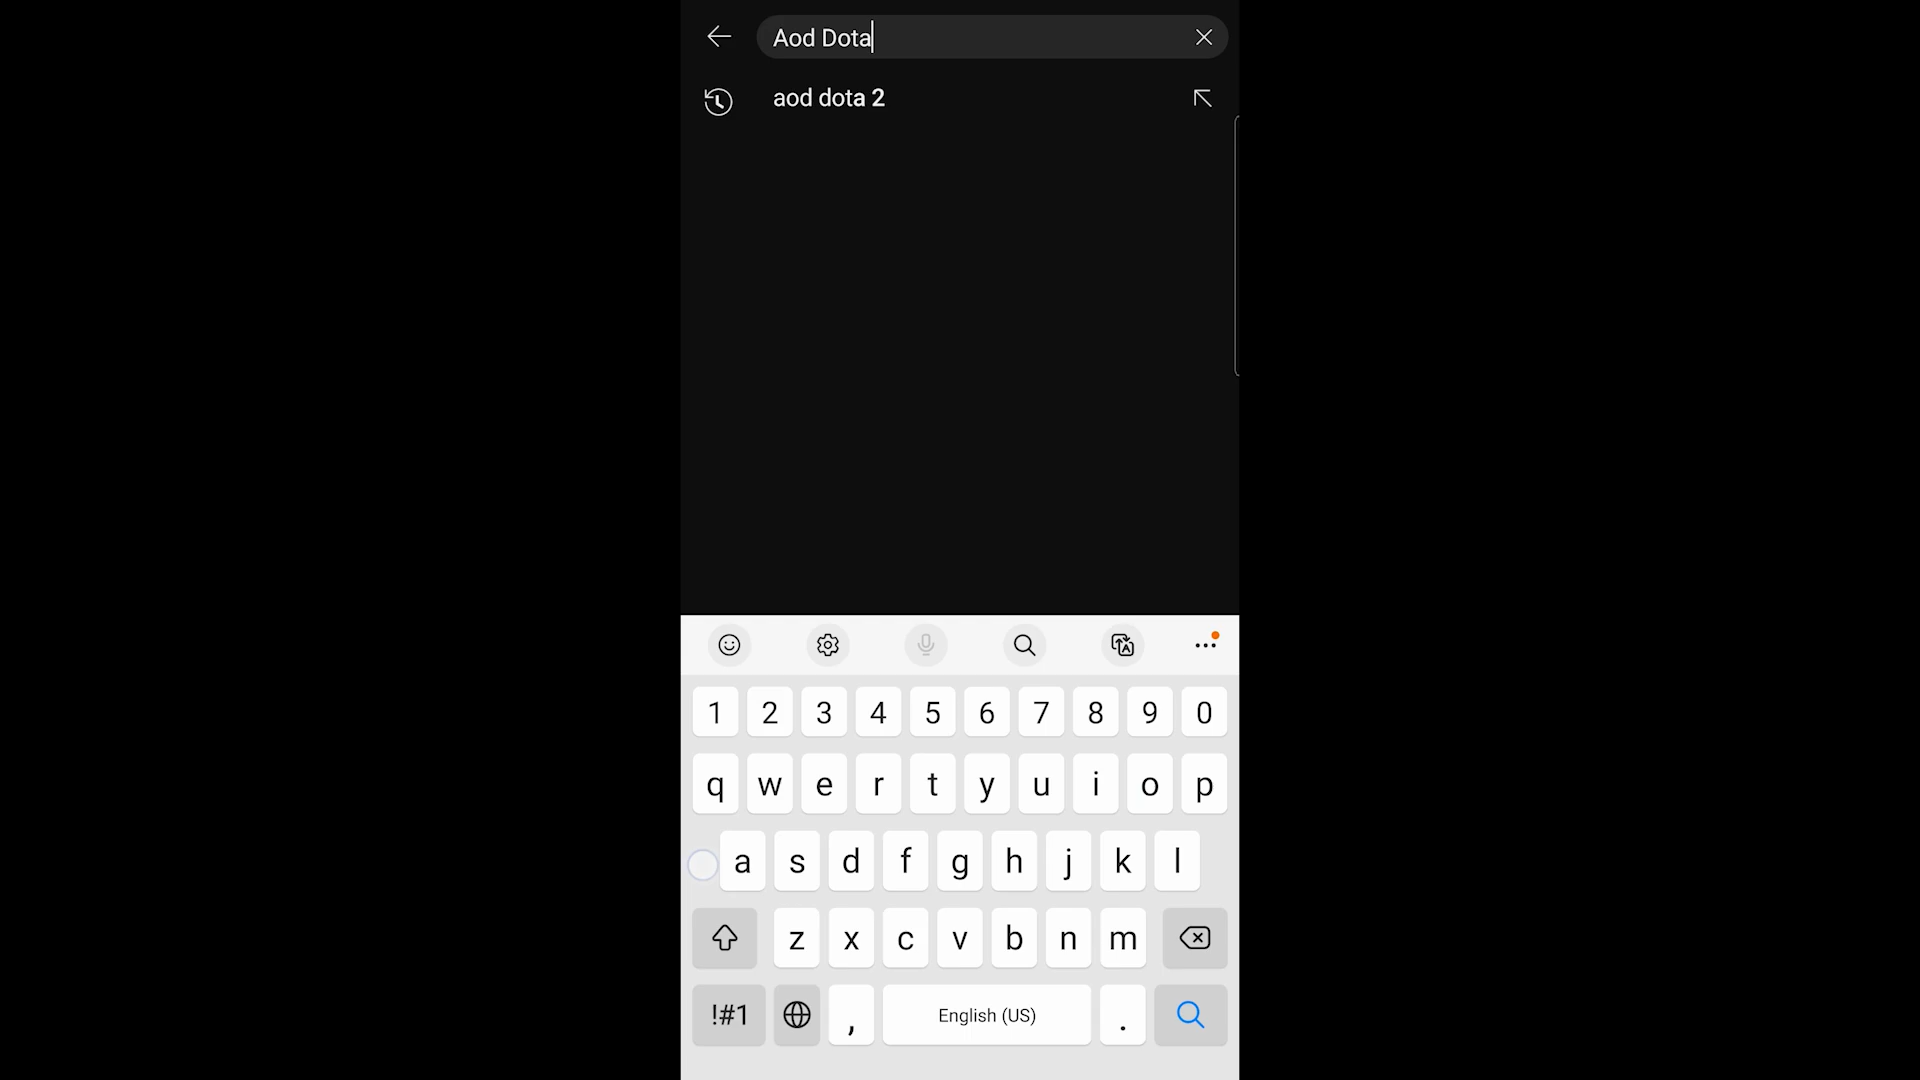 Aod Dota
aod dota 2
1 2 3 4 5 6 7 8 9 0
q w e r t y u i o p
a s d f g h j k l
z x c v b n m
!#1 , English (US) .